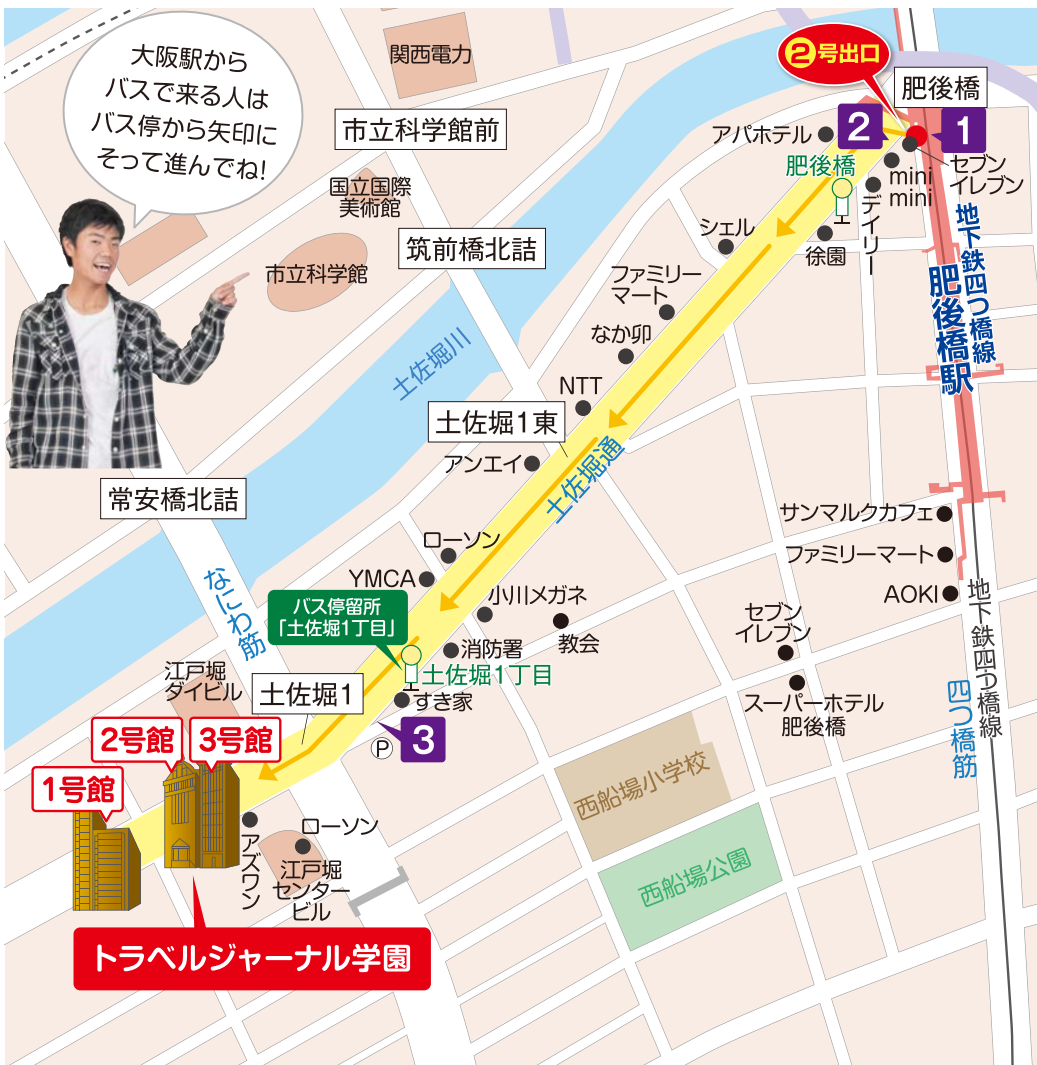 大阪駅から
バスで来る人は
バス停から矢印に
そって進んでね!
関西電力
②号出口
肥後橋
市立科学館前
アパホテル
2
1
肥後橋
セブン
イレブン
mini
mini
国立国際
美術館
デイリー
シェル
徐園
筑前橋北詰
市立科学館
ファミリー
マート
地下鉄四つ橋線
肥後橋駅
なか卯
土佐堀川
NTT
土佐堀1東
アンエイ
土佐堀通
常安橋北詰
サンマルクカフェ
ローソン
ファミリーマート
YMCA
なにわ筋
小川メガネ
AOKI
地下鉄四つ橋線
バス停留所
「土佐堀1丁目」
教会
セブン
イレブン
消防署
江戸堀
ダイビル
土佐堀1丁目
土佐堀1
すき家
スーパーホテル
肥後橋
四つ橋筋
2号館
3号館
P
3
1号館
西船場小学校
アズワン
ローソン
江戸堀
センター
ビル
西船場公園
トラベルジャーナル学園